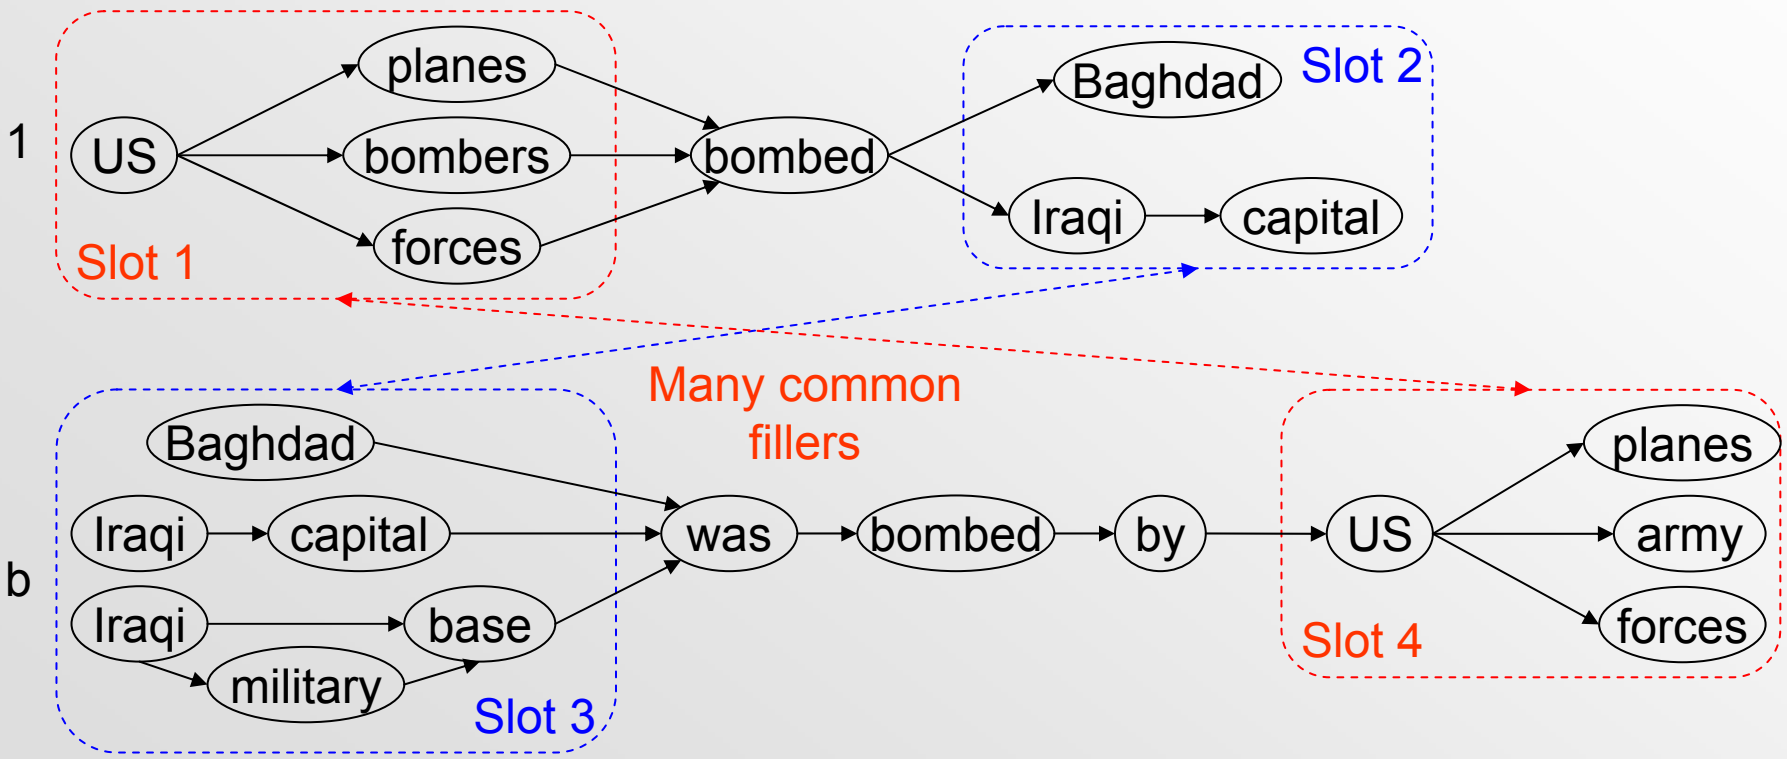 planes
Baghdad
Slot 2
1
US
bombers
bombed
Iraqi
capital
forces
Slot 1
Many common
fillers
Baghdad
planes
Iraqi
capital
was
bombed
by
US
army
b
Iraqi
base
forces
military
Slot 4
Slot 3